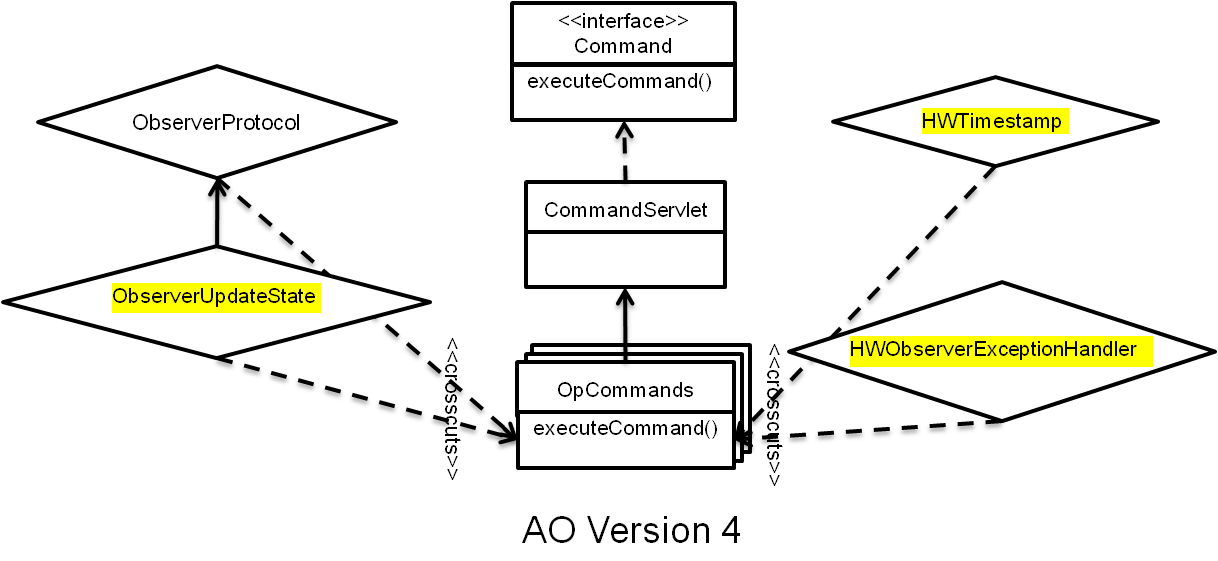 <<interface>>
Command
executeCommand()
ObserverProtocol
HWTimestamp
CommandServlet
ObserverUpdateState
HWObserverExceptionHandler
<<crosscuts>>
<<crosscuts>>
OpCommands
executeCommand()
AO Version 4